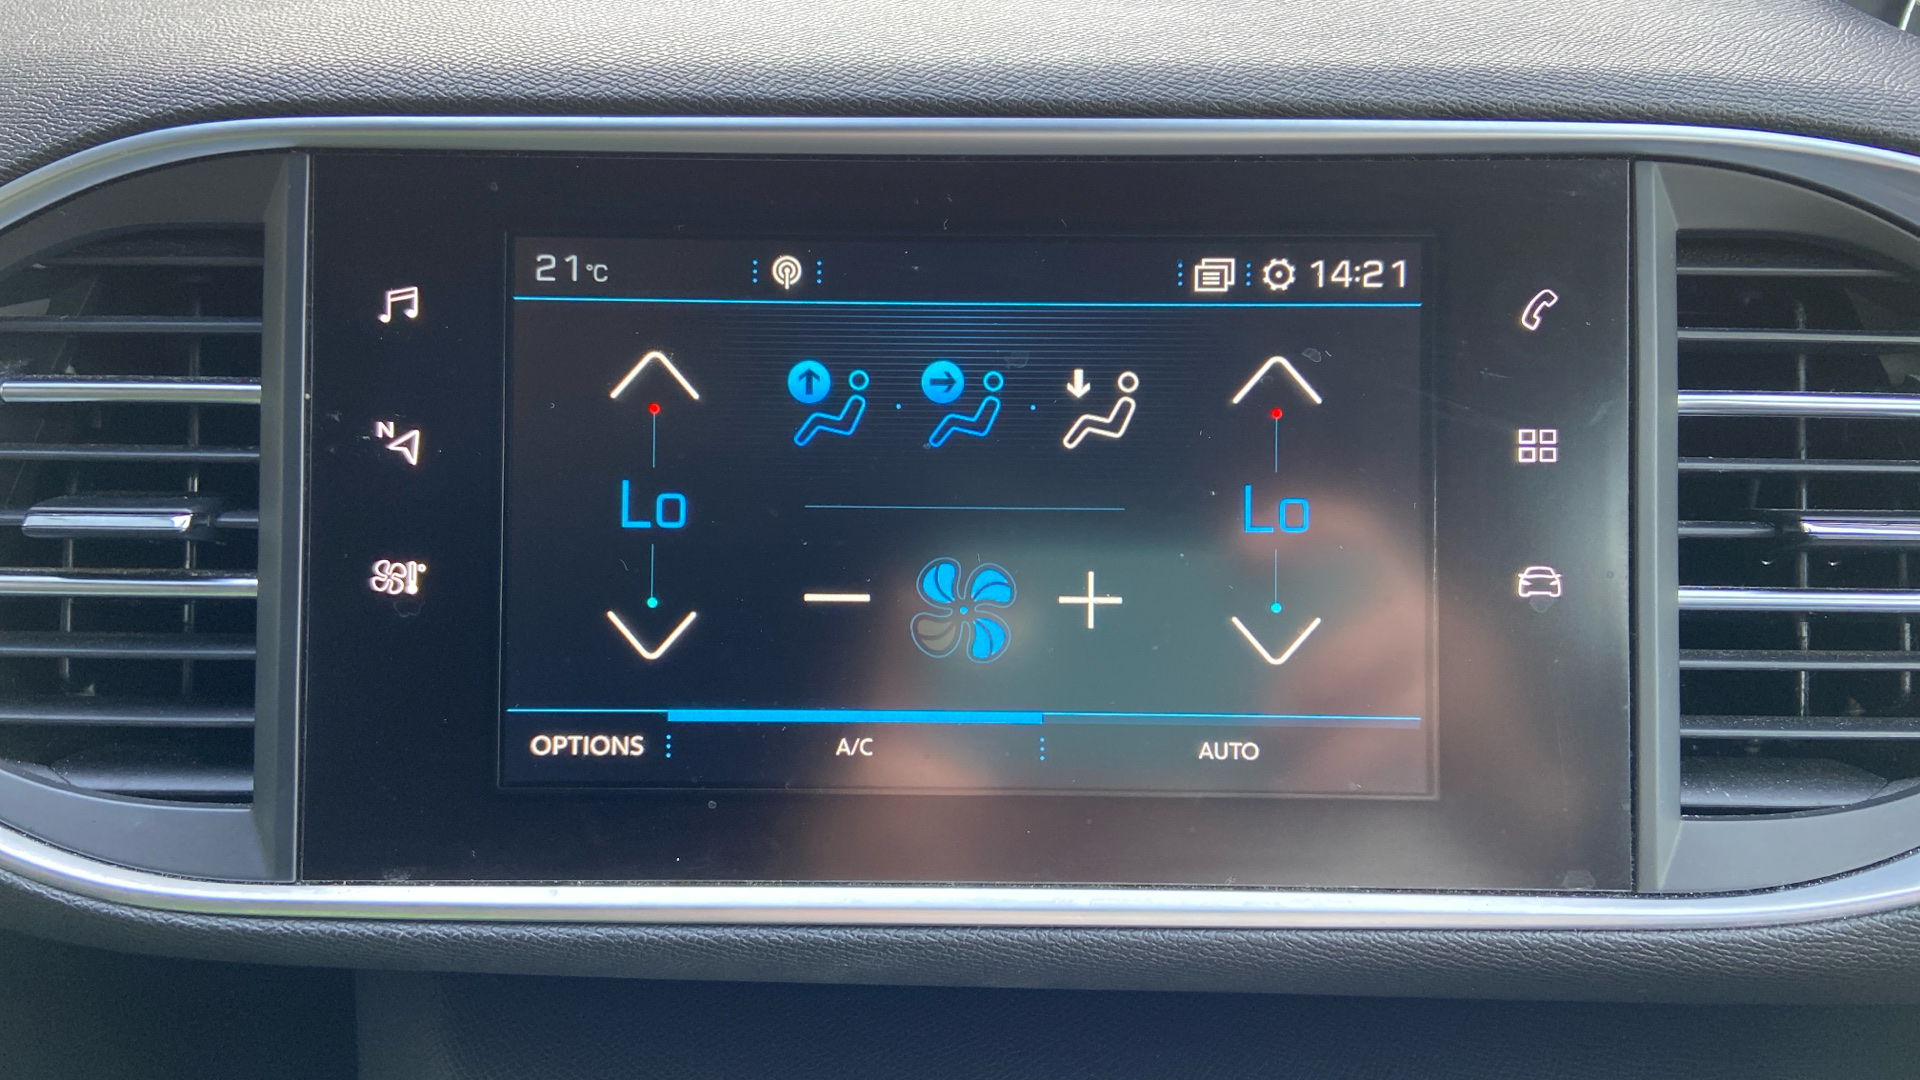 21°C
14:21
N
Lo
Lo
OPTIONS
A/C
AUTO